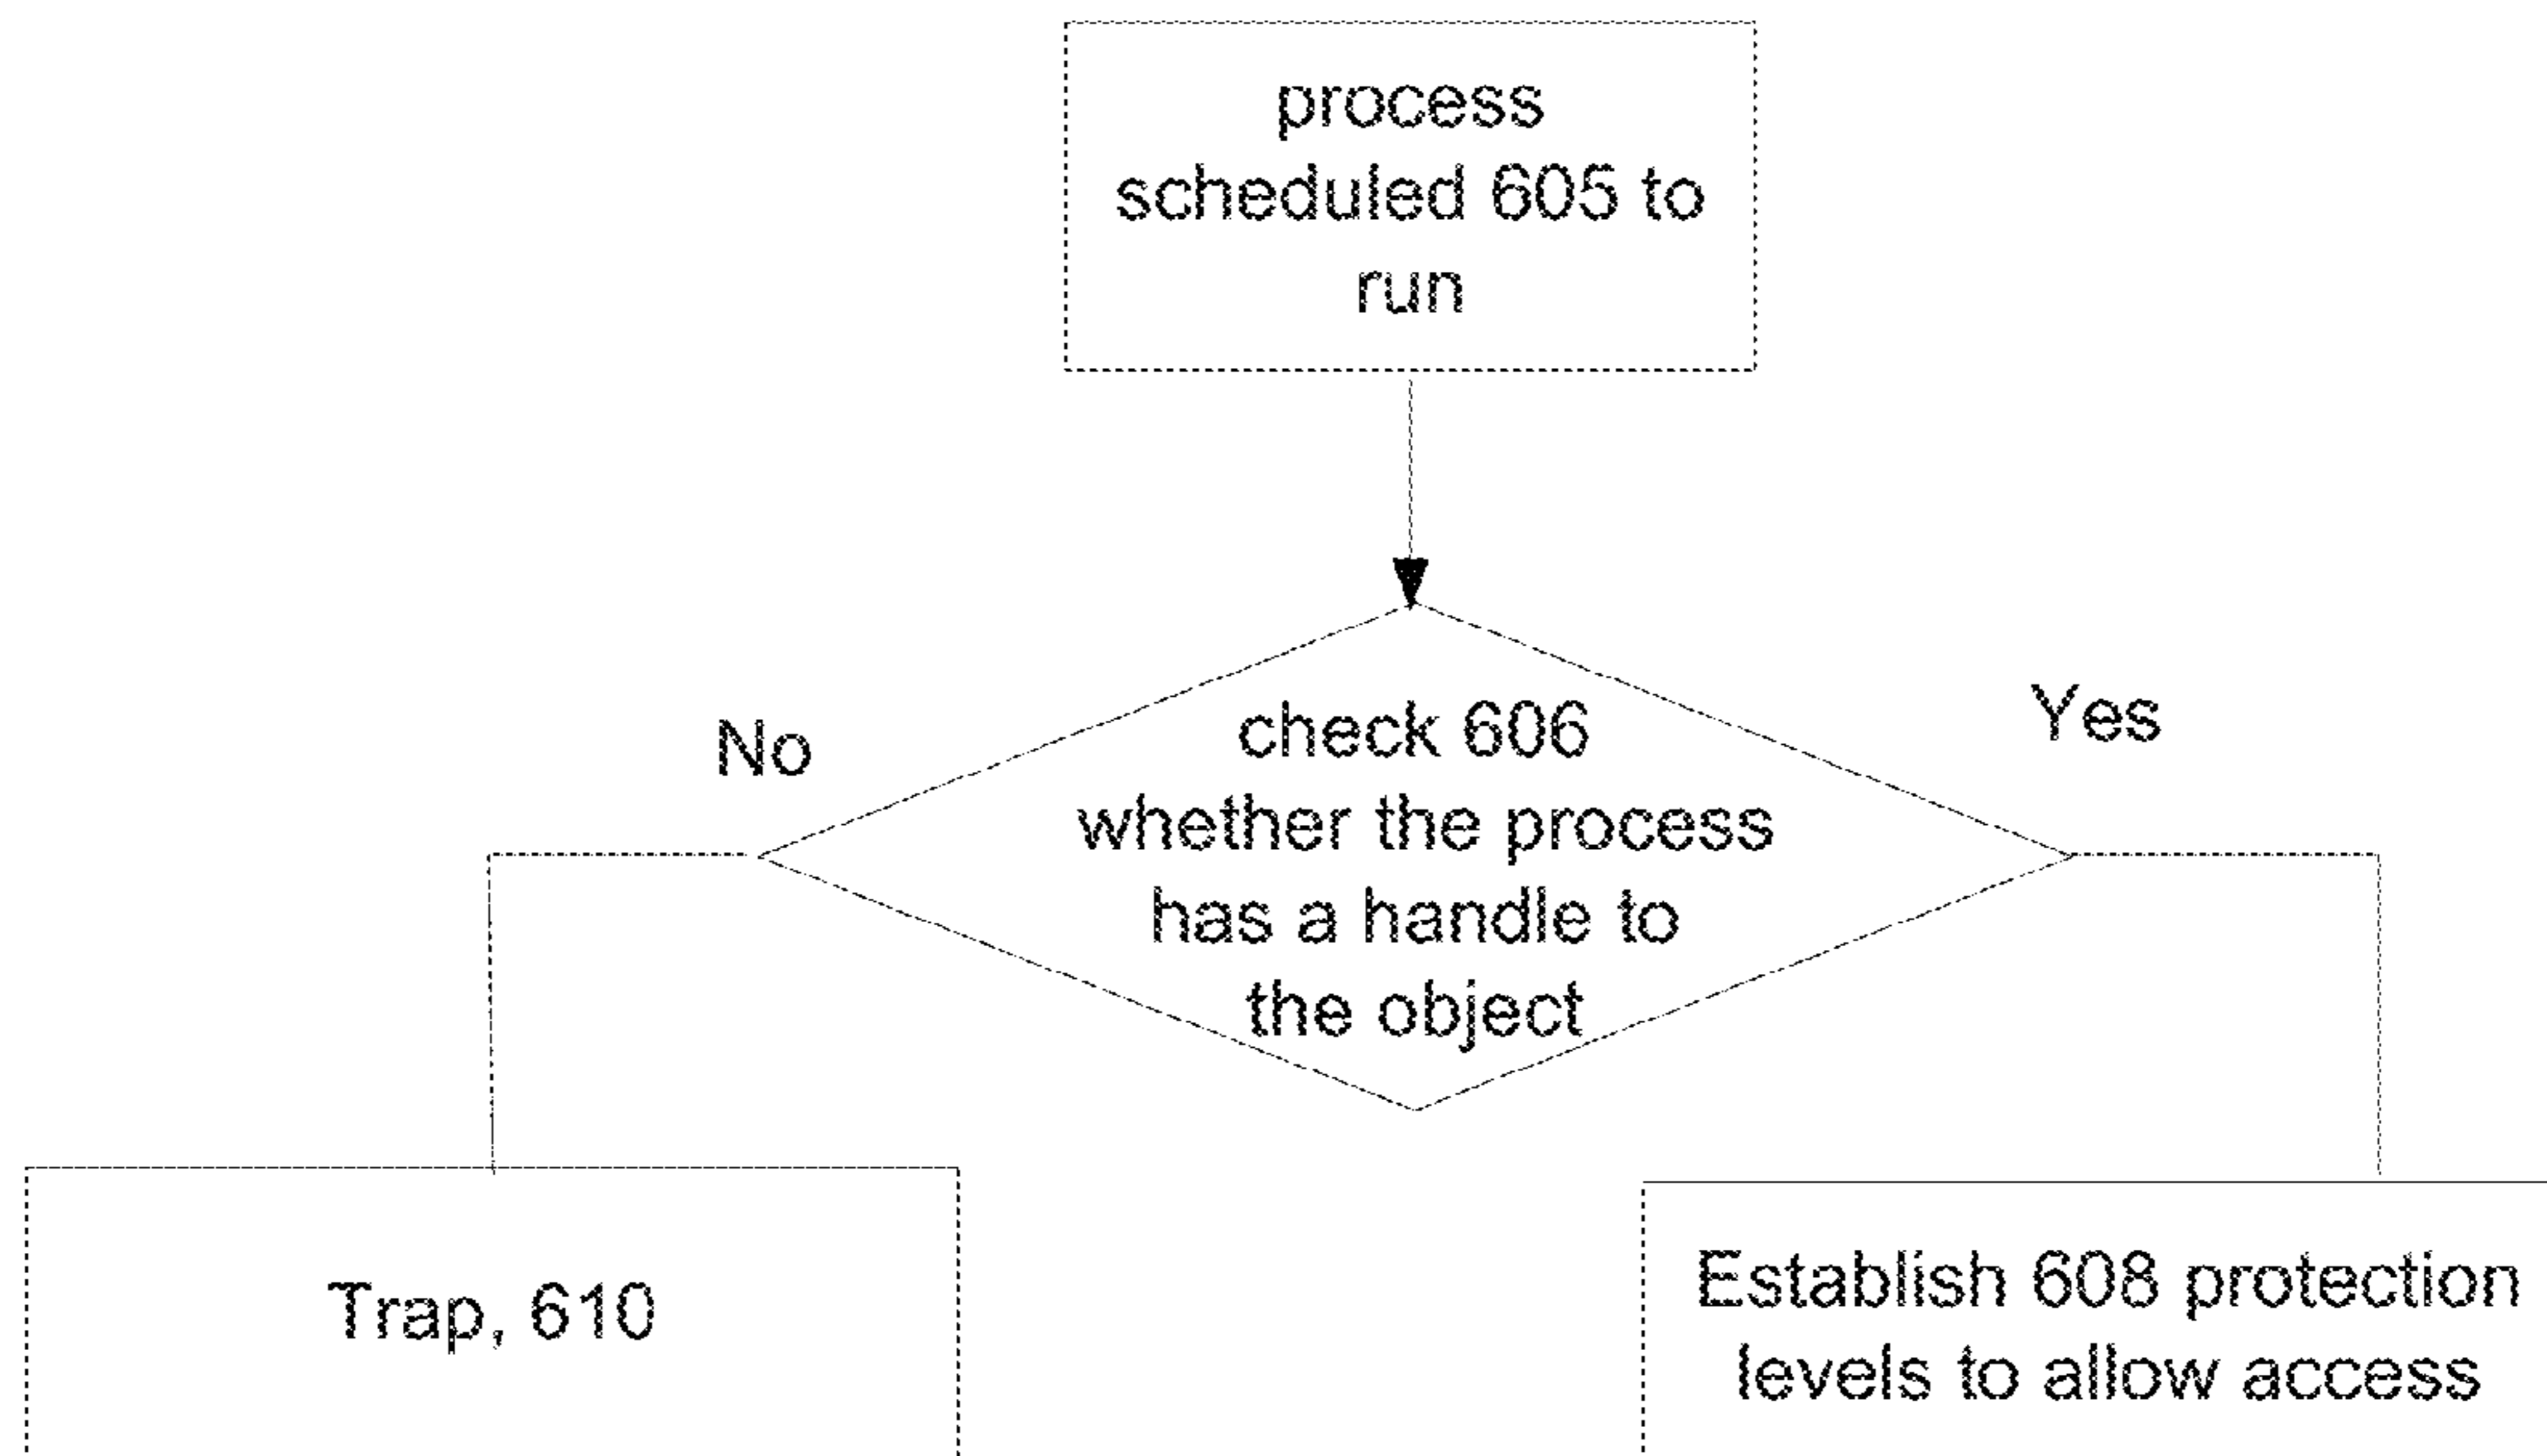 process
scheduled 605 to
run
No
Yes
check 606
whether the process
has a handle to
the object
Trap, 610
Establish 608 protection
levels to allow access